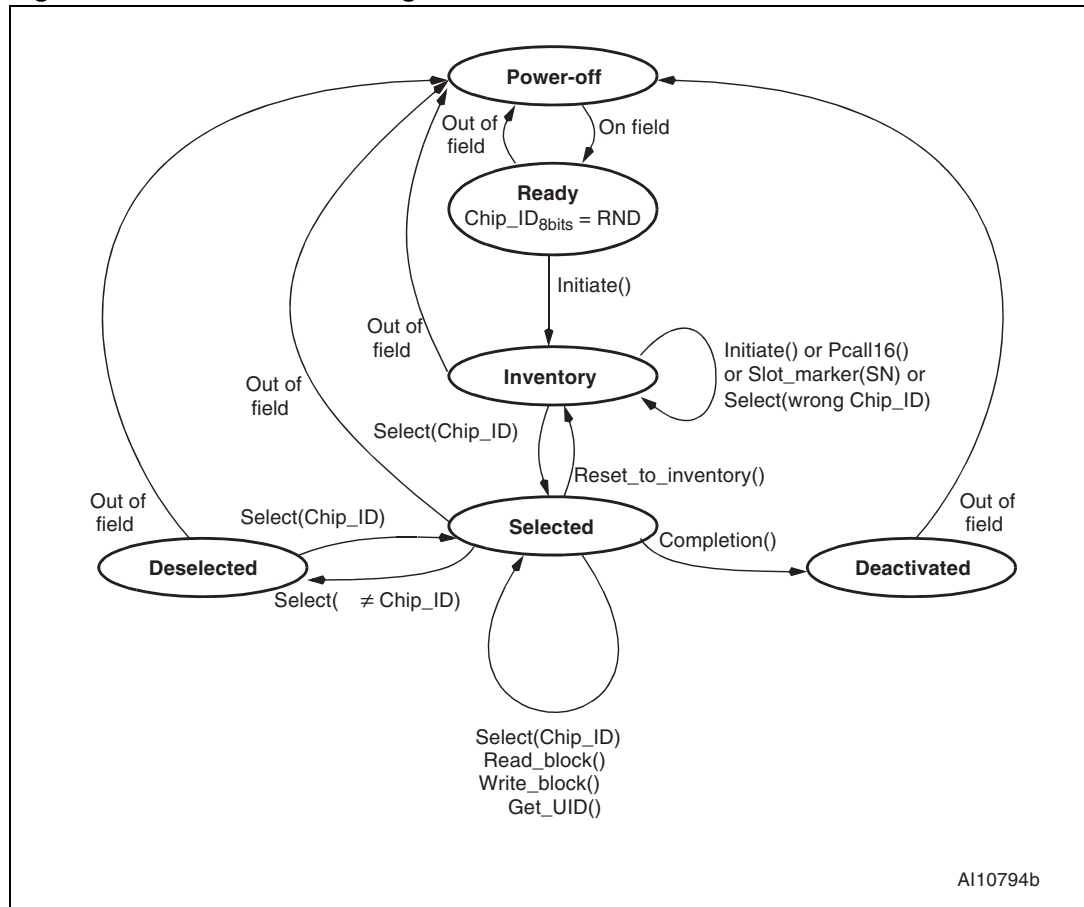 Power-off
Out of
field
On field
Ready
Chip_ID8bits = RND
Initiate()
Out of
field
Inventory
Initiate() or Pcall16()
or Slot_marker(SN) or
Select(wrong Chip_ID)
Out of
field
Select(Chip_ID)
Reset_to_inventory()
Out of
field
Select(Chip_ID)
Selected
Completion()
Out of
field
Deselected
Deactivated
Select( ≠ Chip_ID)
Select(Chip_ID)
Read_block()
Write_block()
Get_UID()
AI10794b